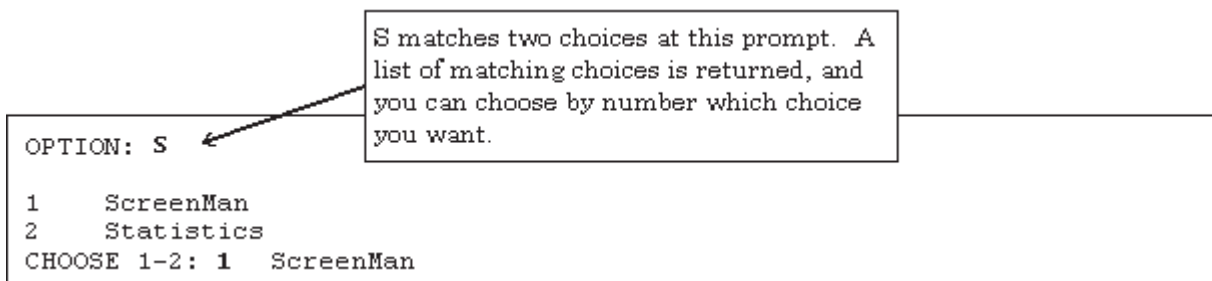 S matches two choices at this prompt. A
list of matching choices is returned, and
you can choose by number which choice
you want.
OPTION: S
1 ScreenMan
2 Statistics
CHOOSE 1-2: 1 ScreenMan